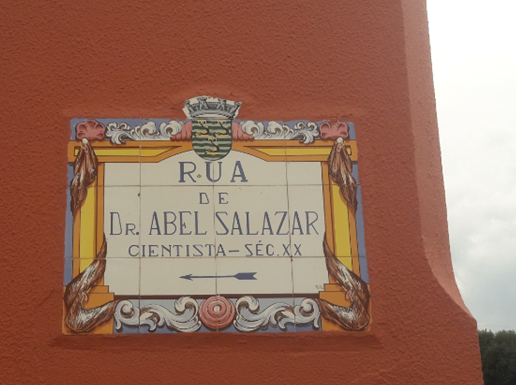 RUA
DE
DR. ABEL SALAZAR
CIENTISTA - SÉC. XX